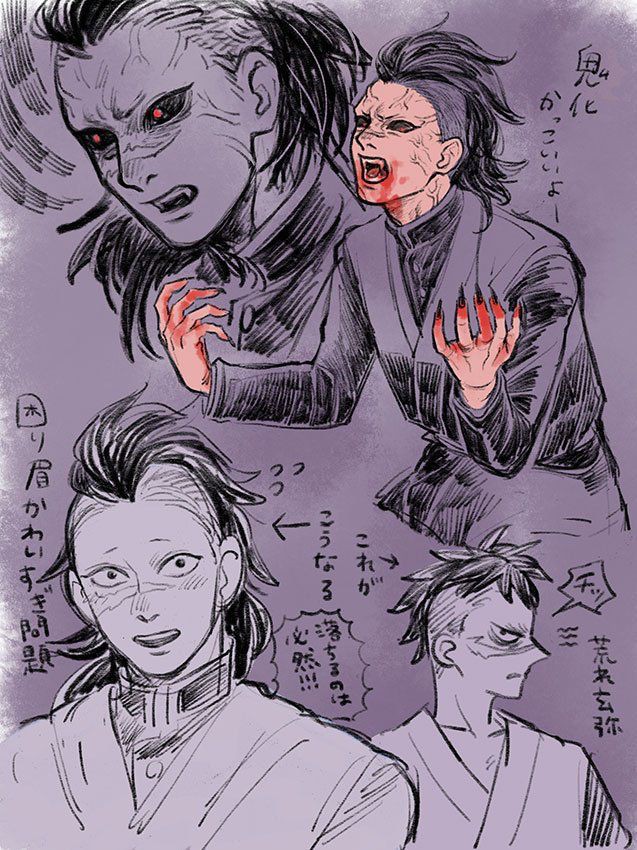 鬼化
かっこいいよー
困り眉かわいすぎ問題
これが
こうなる
落ちるのは
必然!!!
チッ
荒れ玄弥